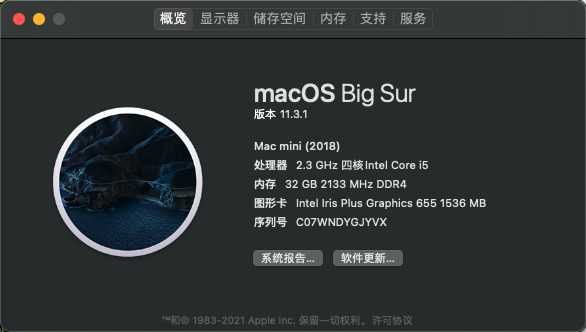 概览 显示器 储存空间 内存 支持 服务
macOS Big Sur
版本 11.3.1
Mac mini (2018)
处理器 2.3 GHz 四核Intel Core i5
内存 32 GB 2133 MHz DDR4
图形卡 Intel Iris Plus Graphics 655 1536 MB
序列号 C07WNDYGJYVX
系统报告... 软件更新...
™和© 1983-2021 Apple Inc. 保留一切权利。许可协议